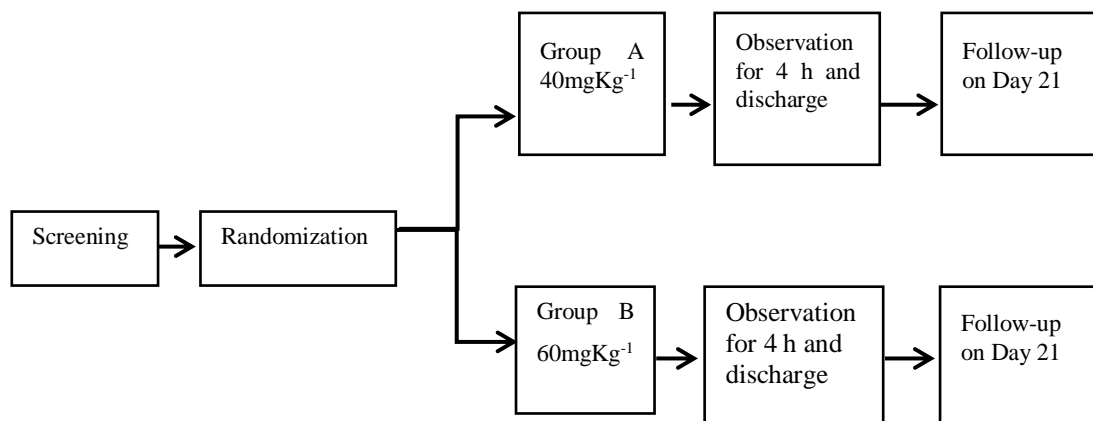 Screening
Randomization
Group A
40mgKg⁻¹
Observation
for 4 h and
discharge
Follow-up
on Day 21
Group B
60mgKg⁻¹
Observation
for 4 h and
discharge
Follow-up
on Day 21